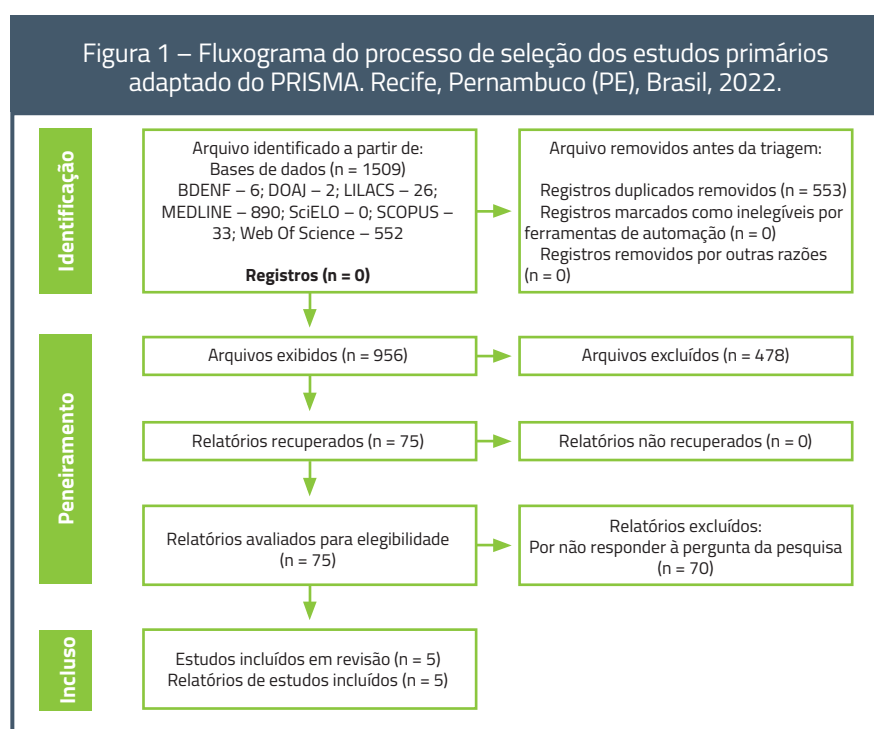 Figura 1 – Fluxograma do processo de seleção dos estudos primários
adaptado do PRISMA. Recife, Pernambuco (PE), Brasil, 2022.
Identificação
Arquivo identificado a partir de:
Bases de dados (n = 1509)
BDENF – 6; DOAJ – 2; LILACS – 26;
MEDLINE – 890; SciELO – 0; SCOPUS –
33; Web Of Science – 552
Registros (n = 0)
Arquivo removidos antes da triagem:
Registros duplicados removidos (n = 553)
Registros marcados como inelegíveis por
ferramentas de automação (n = 0)
Registros removidos por outras razões
(n = 0)
Peneiramento
Arquivos exibidos (n = 956)
Arquivos excluídos (n = 478)
Relatórios recuperados (n = 75)
Relatórios não recuperados (n = 0)
Relatórios avaliados para elegibilidade
(n = 75)
Relatórios excluídos:
Por não responder à pergunta da pesquisa
(n = 70)
Incluso
Estudos incluídos em revisão (n = 5)
Relatórios de estudos incluídos (n = 5)